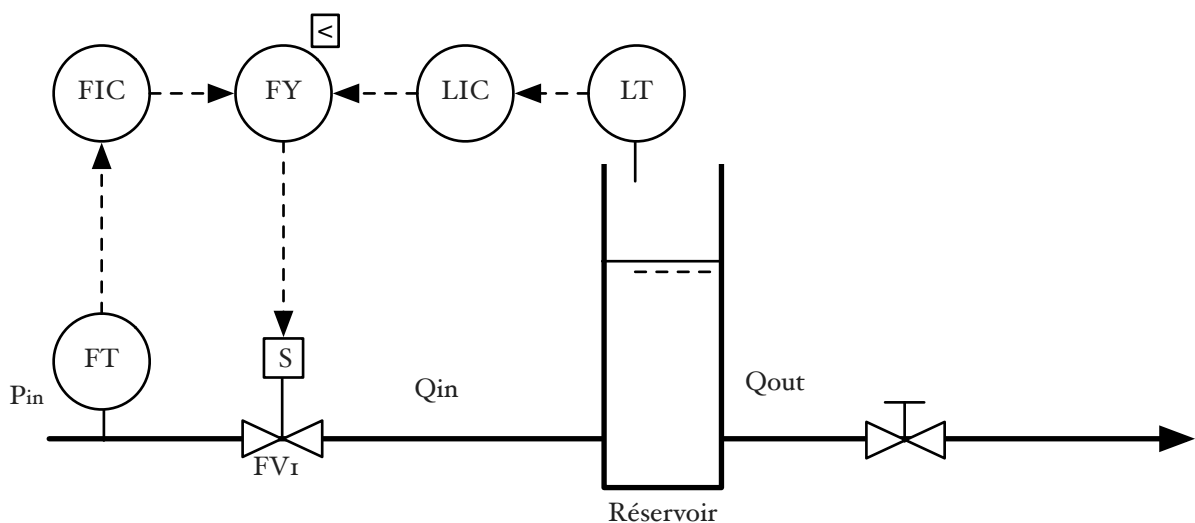 <
FIC
FY
LIC
LT
FT
S
Pin
Qin
Qout
FV1
Réservoir